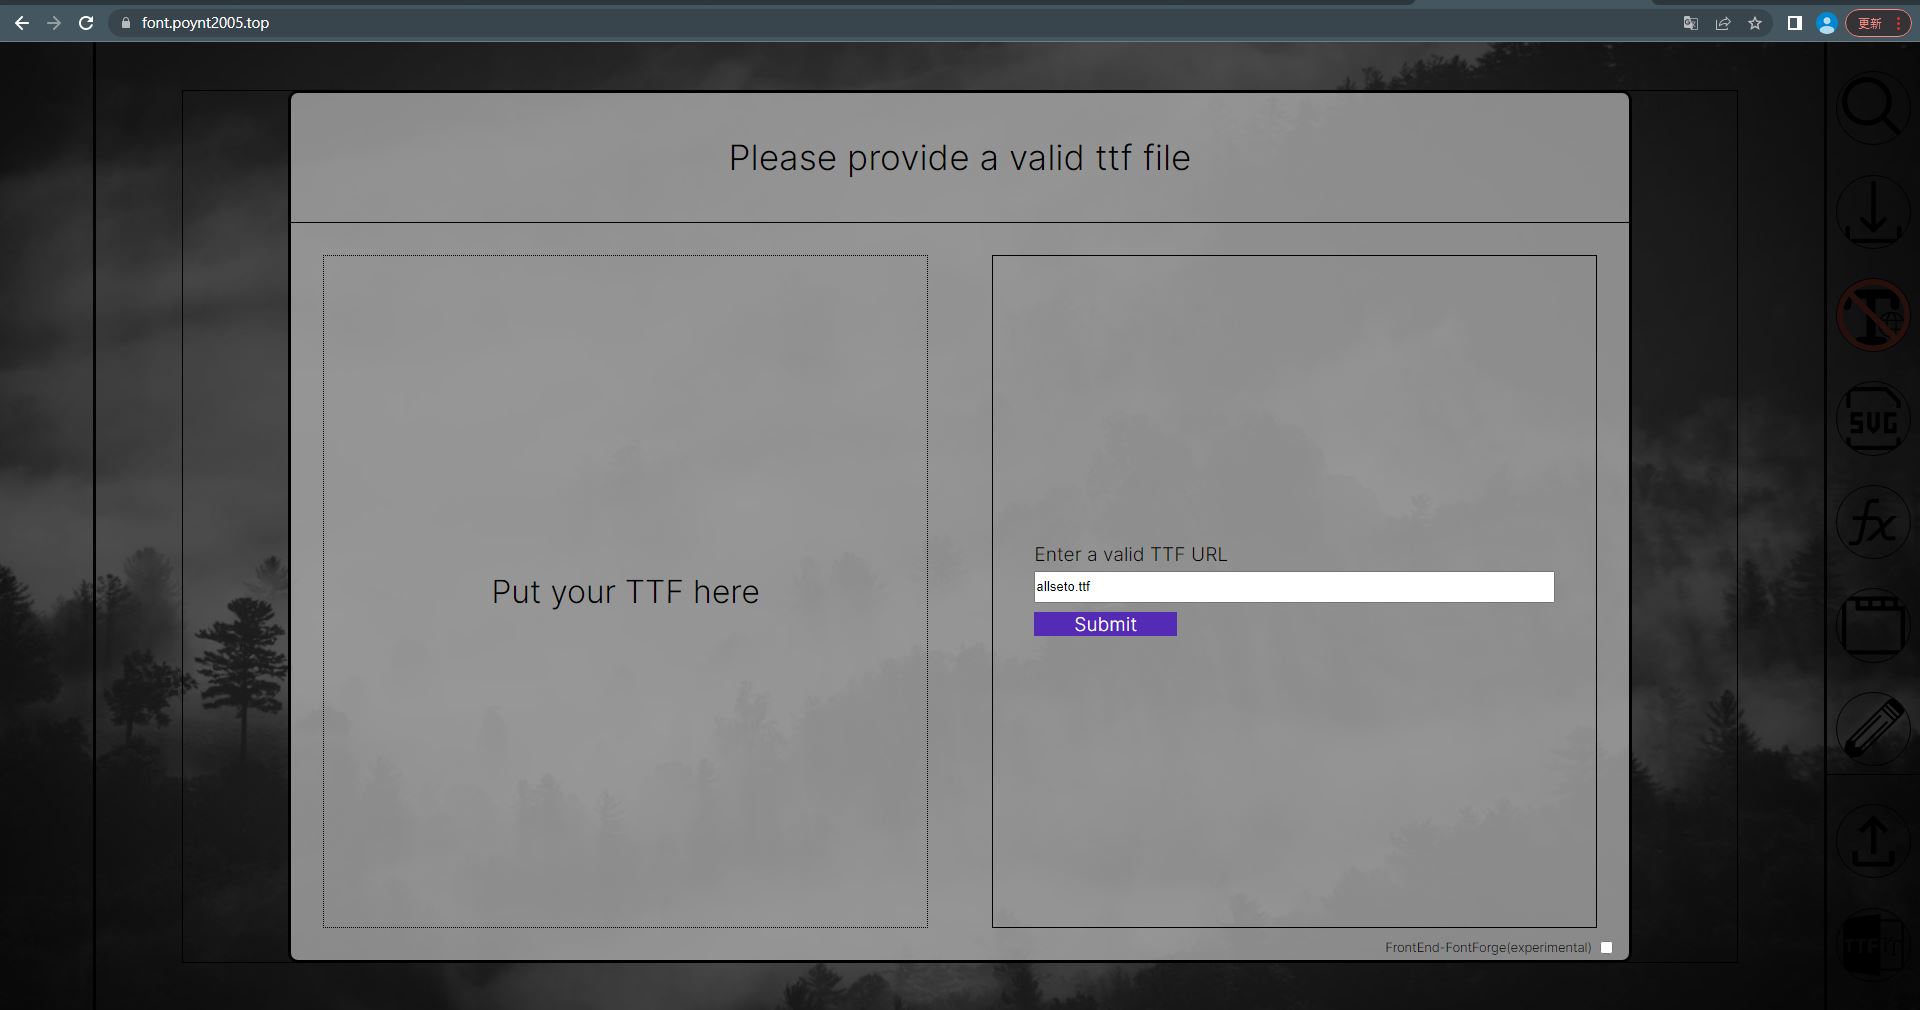 font.poynt2005.top
更新
Please provide a valid ttf file
Put your TTF here
Enter a valid TTF URL
allseto.ttf
Submit
SVG
fx
FrontEnd-FontForge(experimental)